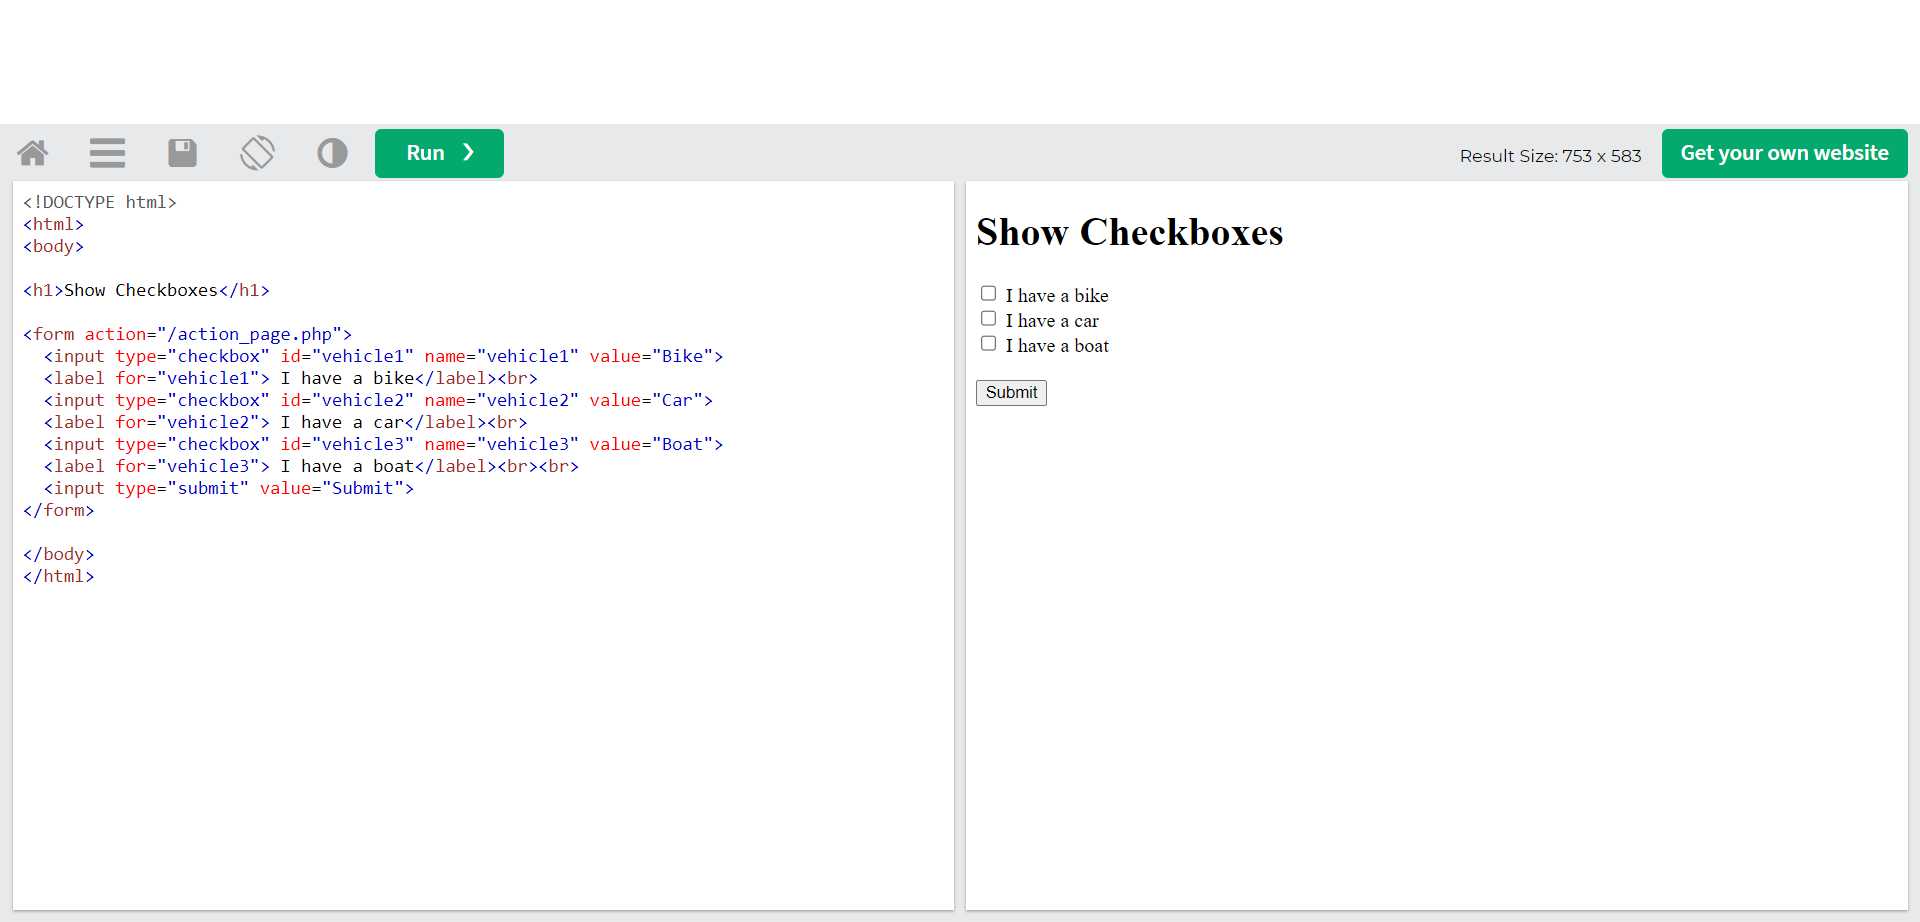 Run ❯
Result Size: 753 x 583
Get your own website
<!DOCTYPE html>
<html>
<body>

<h1>Show Checkboxes</h1>

<form action="/action_page.php">
  <input type="checkbox" id="vehicle1" name="vehicle1" value="Bike">
  <label for="vehicle1"> I have a bike</label><br>
  <input type="checkbox" id="vehicle2" name="vehicle2" value="Car">
  <label for="vehicle2"> I have a car</label><br>
  <input type="checkbox" id="vehicle3" name="vehicle3" value="Boat">
  <label for="vehicle3"> I have a boat</label><br><br>
  <input type="submit" value="Submit">
</form>

</body>
</html>
Show Checkboxes
I have a bike
I have a car
I have a boat
Submit